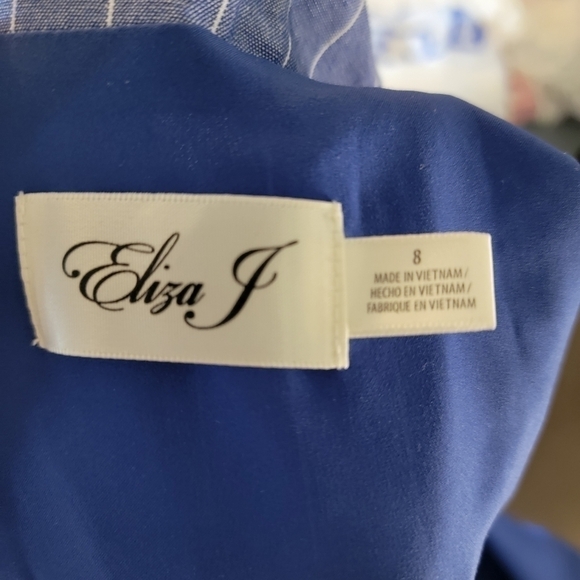 Eliza J
8
MADE IN VIETNAM/
HECHO EN VIETNAM/
FABRIQUE EN VIETNAM